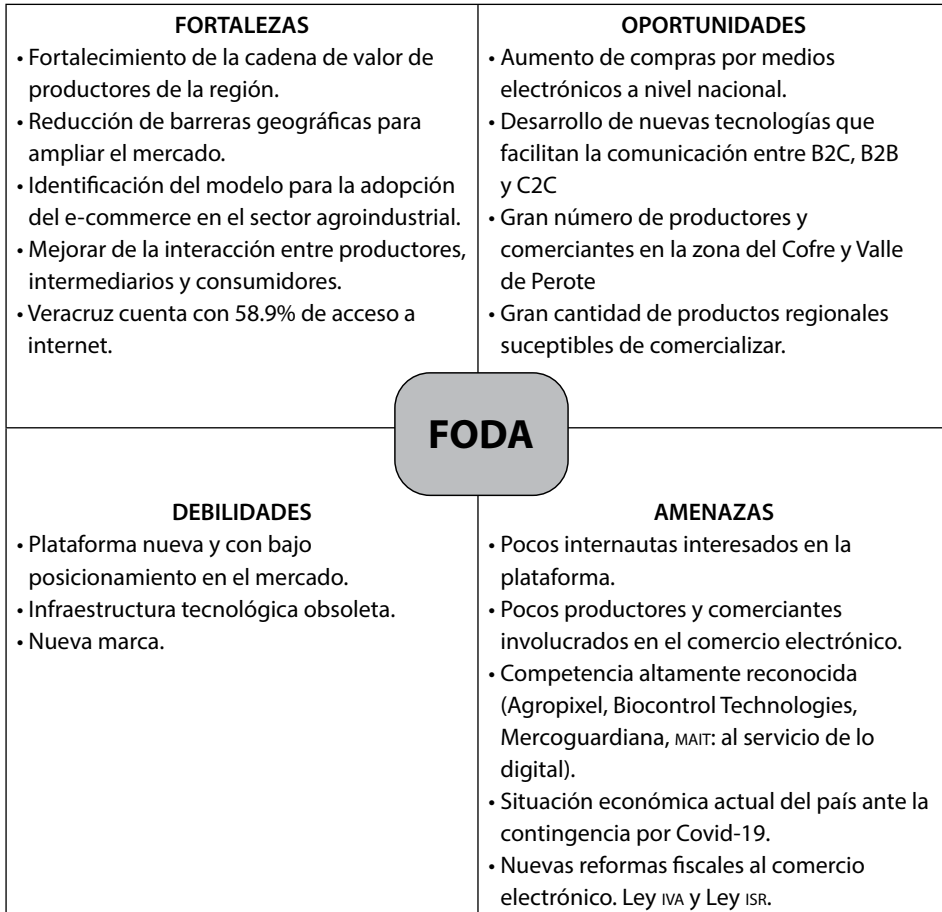 FORTALEZAS
• Fortalecimiento de la cadena de valor de
productores de la región.
• Reducción de barreras geográficas para
ampliar el mercado.
• Identificación del modelo para la adopción
del e-commerce en el sector agroindustrial.
• Mejorar de la interacción entre productores,
intermediarios y consumidores.
• Veracruz cuenta con 58.9% de acceso a
internet.
OPORTUNIDADES
• Aumento de compras por medios
electrónicos a nivel nacional.
• Desarrollo de nuevas tecnologías que
facilitan la comunicación entre B2C, B2B
y C2C
• Gran número de productores y
comerciantes en la zona del Cofre y Valle
de Perote
• Gran cantidad de productos regionales
suceptibles de comercializar.
FODA
DEBILIDADES
• Plataforma nueva y con bajo
posicionamiento en el mercado.
• Infraestructura tecnológica obsoleta.
• Nueva marca.
AMENAZAS
• Pocos internautas interesados en la
plataforma.
• Pocos productores y comerciantes
involucrados en el comercio electrónico.
• Competencia altamente reconocida
(Agropixel, Biocontrol Technologies,
Mercoguardiana, MAIT: al servicio de lo
digital).
• Situación económica actual del país ante la
contingencia por Covid-19.
• Nuevas reformas fiscales al comercio
electrónico. Ley IVA y Ley ISR.